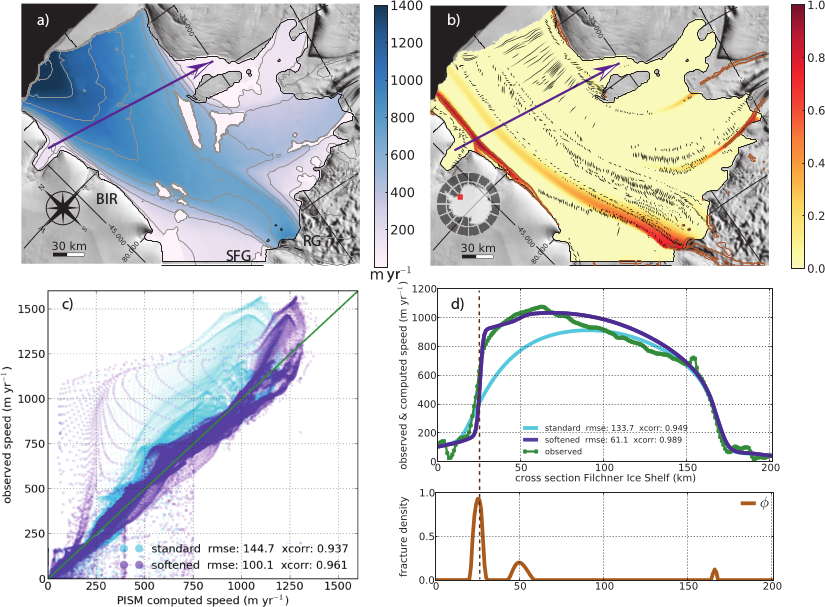 a)
-35.000
BIR
-45.000
80.000
30 km
SFG
RG
1400
1200
1000
800
600
400
200
m yr⁻¹
b)
30 km
1.0
0.8
0.6
0.4
0.2
0.0
c)
observed speed (m yr⁻¹)
1500
1250
1000
750
500
250
0
standard rmse: 144.7 xcorr: 0.937
softened rmse: 100.1 xcorr: 0.961
0 250 500 750 1000 1250 1500
PISM computed speed (m yr⁻¹)
d)
observed & computed speed (m yr⁻¹)
1200
1000
800
600
400
200
0
standard rmse: 133.7 xcorr: 0.949
softened rmse: 61.1 xcorr: 0.989
observed
0 50 100 150 200
cross section Filchner Ice Shelf (km)
fracture density
1.0
0.5
0.0
ϕ
0 50 100 150 200